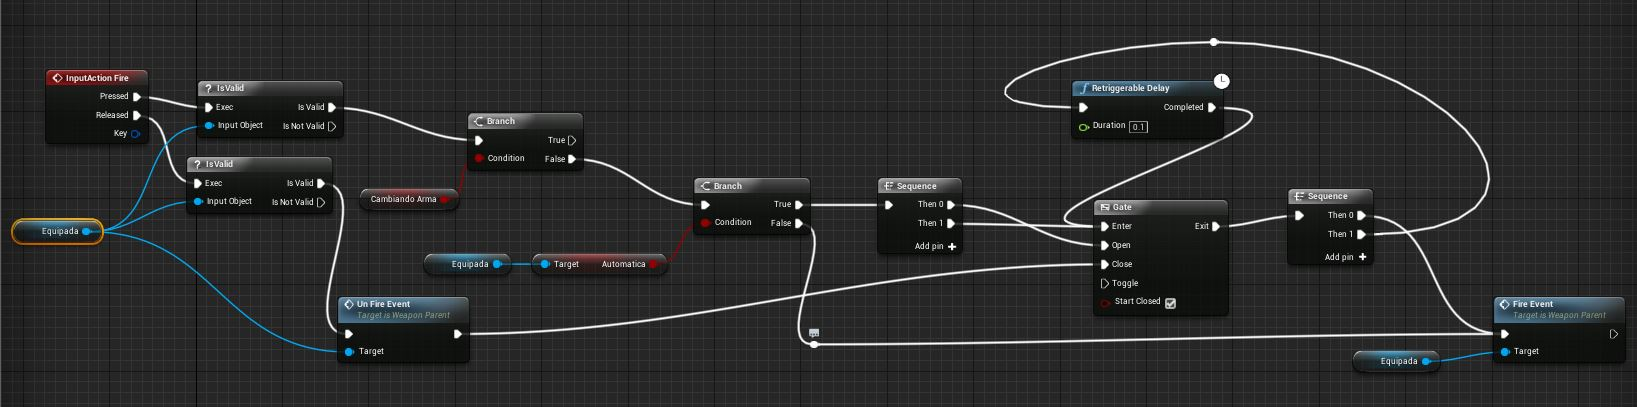 InputAction Fire
Pressed
Released
Key
? IsValid
Exec
Is Valid
Input Object
Is Not Valid
? IsValid
Exec
Is Valid
Input Object
Is Not Valid
Equipada
Branch
True
Condition
False
Cambiando Arma
Branch
True
Condition
False
Equipada
Target
Automatica
Un Fire Event
Target is Weapon Parent
Target
Sequence
Then 0
Then 1
Add pin +
Retriggerable Delay
Completed
Duration 0.1
Gate
Enter
Exit
Open
Close
Toggle
Start Closed
Sequence
Then 0
Then 1
Add pin +
Fire Event
Target is Weapon Parent
Target
Equipada